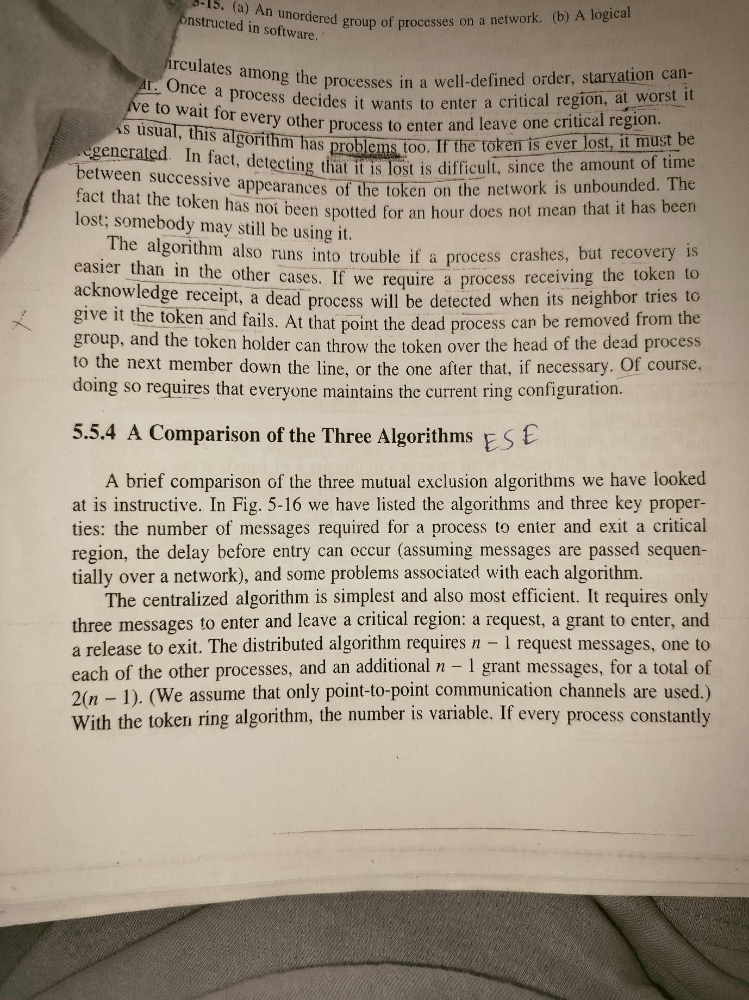 5-15. (a) An unordered group of processes on a network. (b) A logical
onstructed in software.
irculates among the processes in a well-defined order, starvation can-
ur. Once a process decides it wants to enter a critical region, at worst it
ve to wait for every other process to enter and leave one critical region.
As usual, this algorithm has problems too. If the token is ever lost, it must be
regenerated. In fact, detecting that it is lost is difficult, since the amount of time
between successive appearances of the token on the network is unbounded. The
fact that the token has not been spotted for an hour does not mean that it has been
lost; somebody may still be using it.
The algorithm also runs into trouble if a process crashes, but recovery is
easier than in the other cases. If we require a process receiving the token to
acknowledge receipt, a dead process will be detected when its neighbor tries to
give it the token and fails. At that point the dead process can be removed from the
group, and the token holder can throw the token over the head of the dead process
to the next member down the line, or the one after that, if necessary. Of course,
doing so requires that everyone maintains the current ring configuration.
5.5.4 A Comparison of the Three Algorithms ESE
A brief comparison of the three mutual exclusion algorithms we have looked
at is instructive. In Fig. 5-16 we have listed the algorithms and three key proper-
ties: the number of messages required for a process to enter and exit a critical
region, the delay before entry can occur (assuming messages are passed sequen-
tially over a network), and some problems associated with each algorithm.
The centralized algorithm is simplest and also most efficient. It requires only
three messages to enter and leave a critical region: a request, a grant to enter, and
a release to exit. The distributed algorithm requires n − 1 request messages, one to
each of the other processes, and an additional n − 1 grant messages, for a total of
2(n − 1). (We assume that only point-to-point communication channels are used.)
With the token ring algorithm, the number is variable. If every process constantly